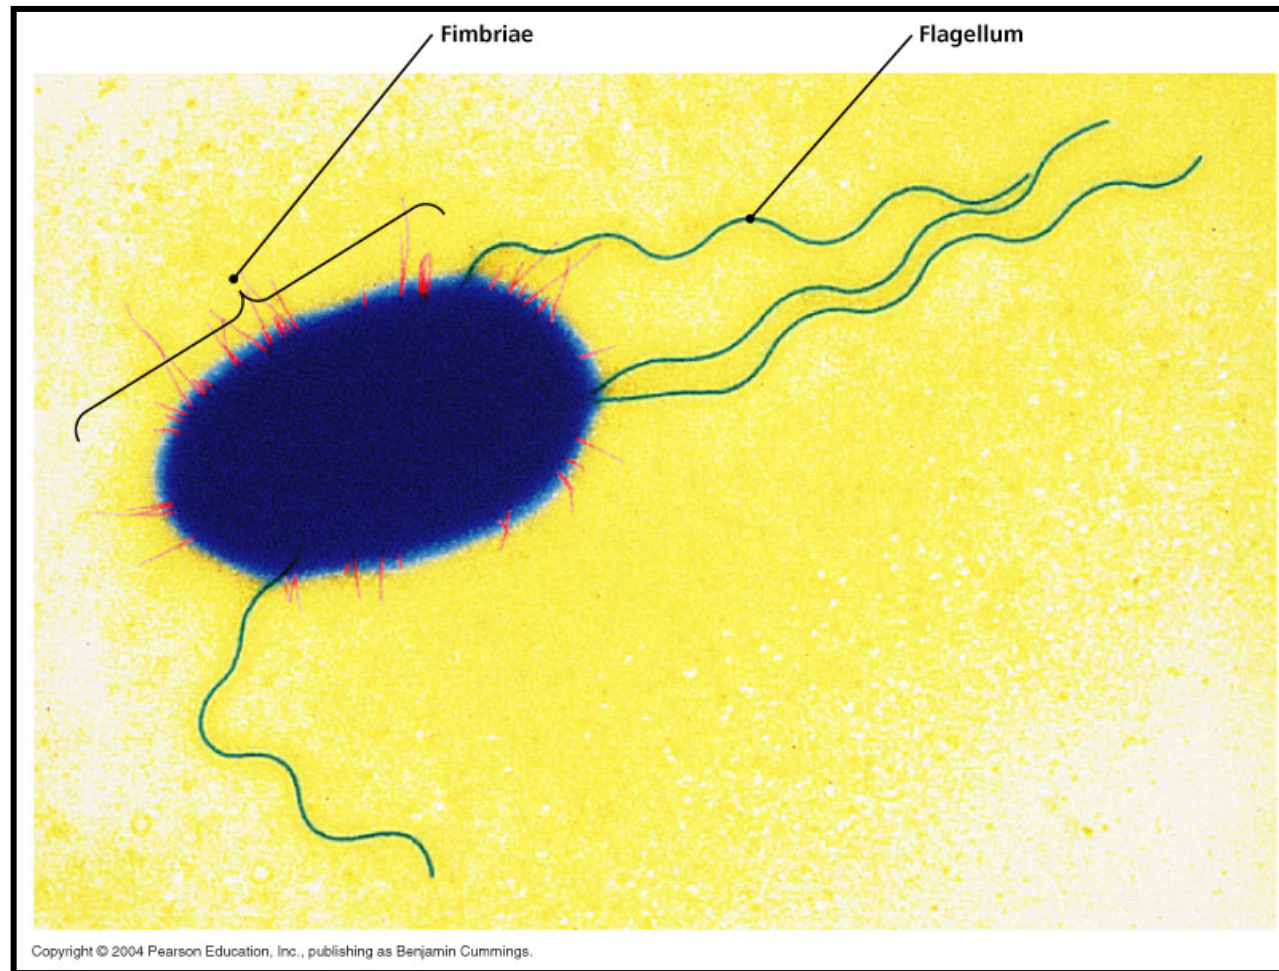 Fimbriae
Flagellum
Copyright © 2004 Pearson Education, Inc., publishing as Benjamin Cummings.